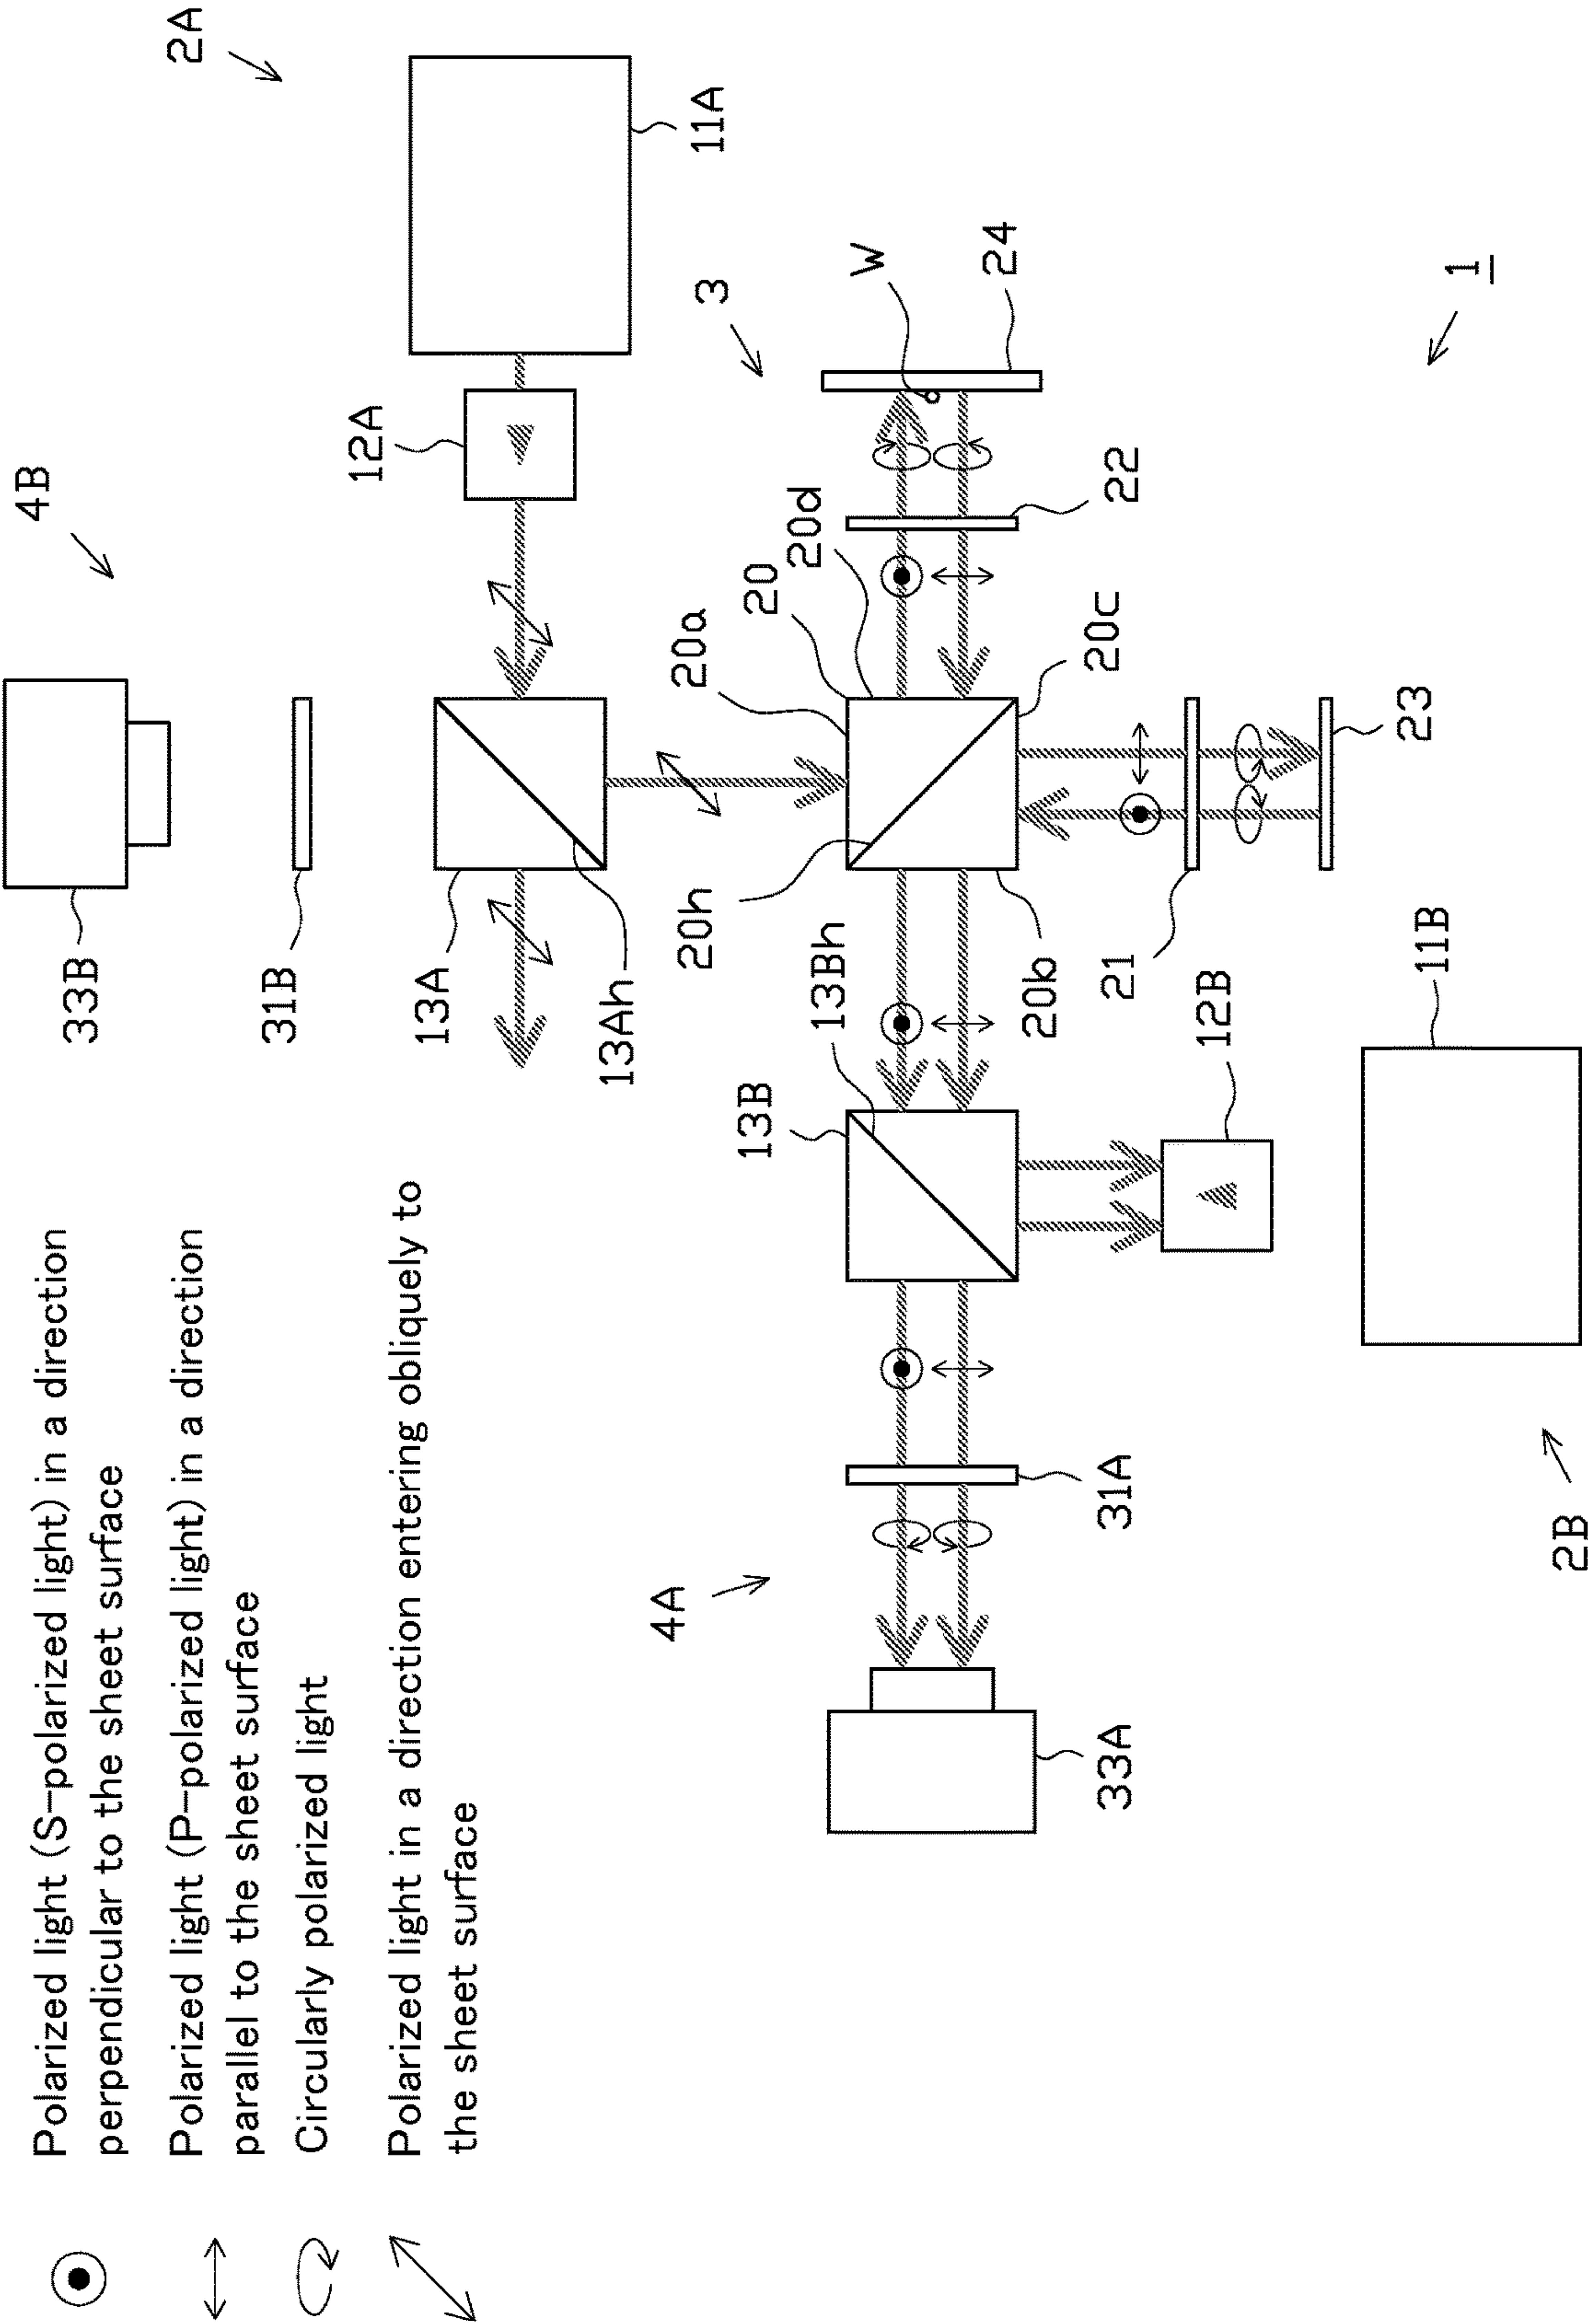 Polarized light (S-polarized light) in a direction
perpendicular to the sheet surface
Polarized light (P-polarized light) in a direction
parallel to the sheet surface
Circularly polarized light
Polarized light in a direction entering obliquely to
the sheet surface
4B
33B
2A
31B
12A
13A
13Ah
11A
4A
20h
20a
3
13B
20
20d
13Bh
W
24
20b
20c
33A
31A
21
22
12B
23
11B
1
2B